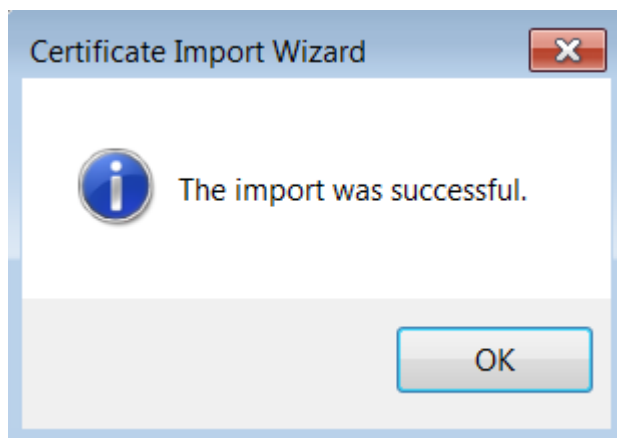 Certificate Import Wizard
The import was successful.
OK